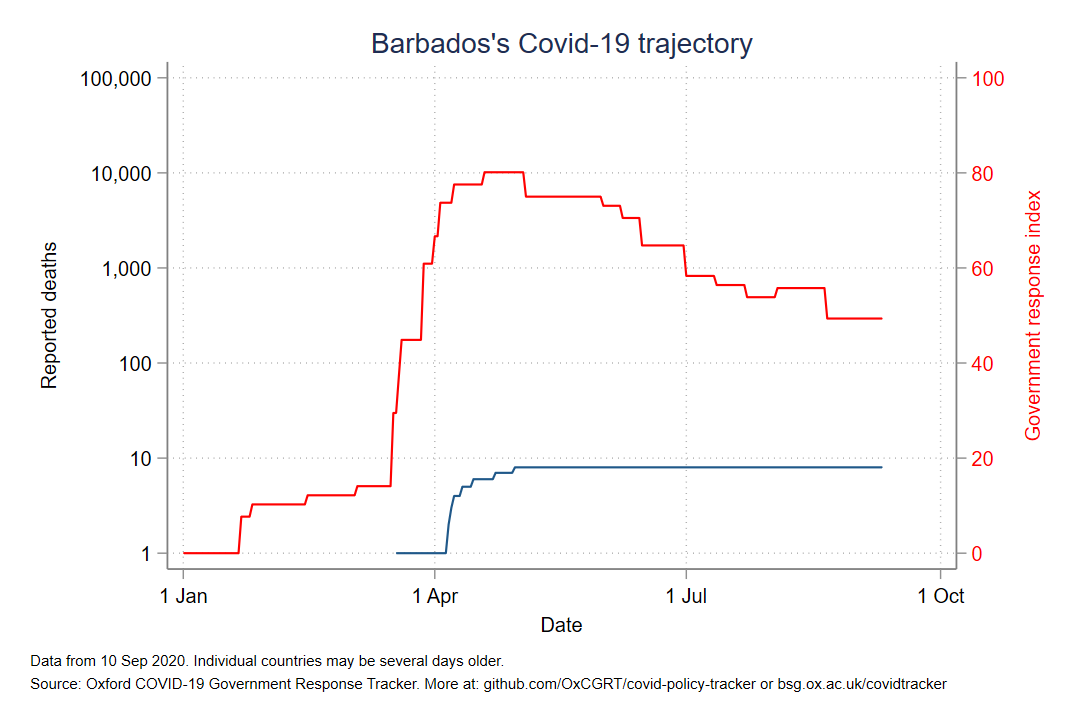 Barbados's Covid-19 trajectory
100,000
10,000
1,000
100
10
1
Reported deaths
100
80
60
40
20
0
Government response index
1 Jan
1 Apr
1 Jul
1 Oct
Date
Data from 10 Sep 2020. Individual countries may be several days older.
Source: Oxford COVID-19 Government Response Tracker. More at: github.com/OxCGRT/covid-policy-tracker or bsg.ox.ac.uk/covidtracker